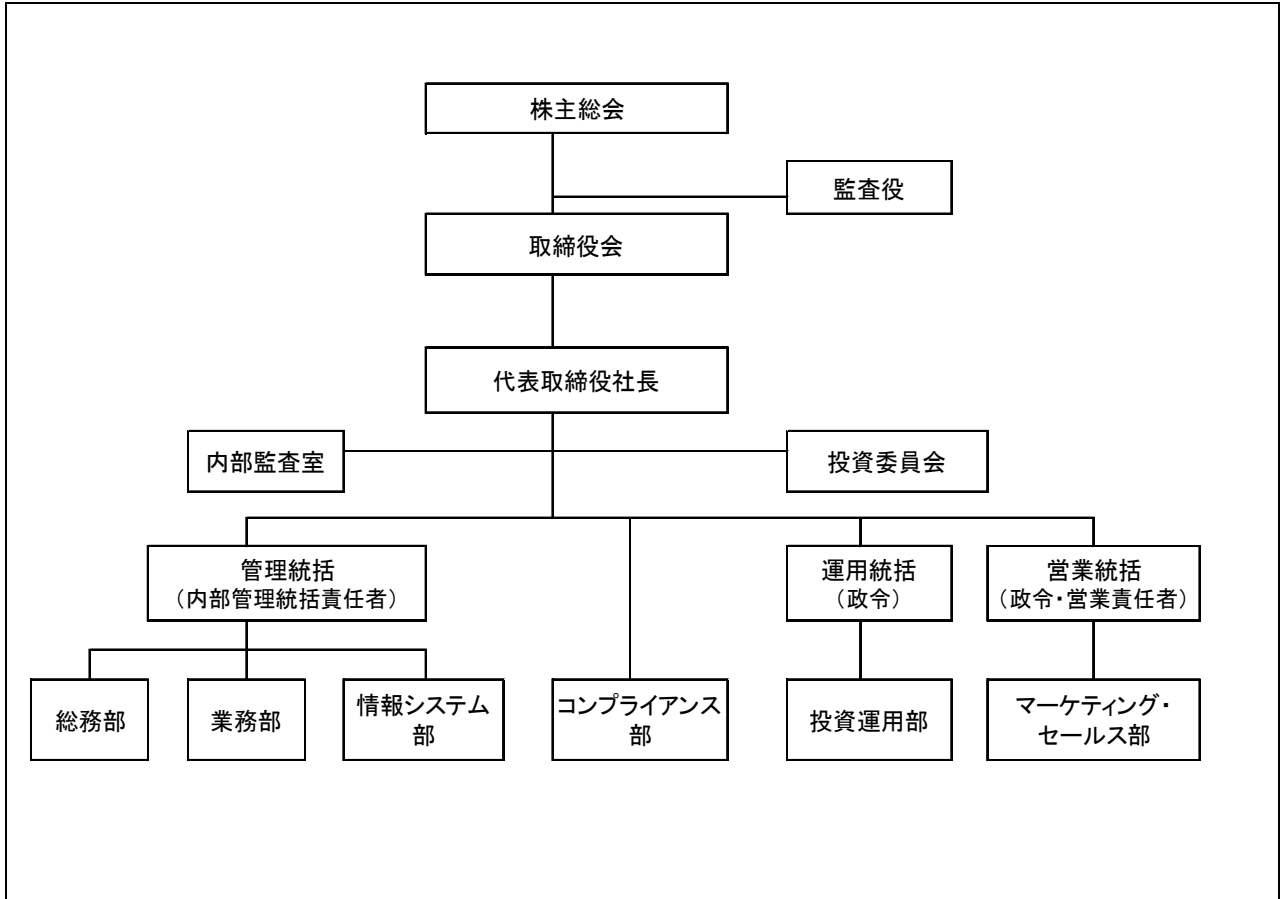 株主総会
監査役
取締役会
代表取締役社長
内部監査室
投資委員会
管理統括
（内部管理統括責任者）
運用統括
（政令）
営業統括
（政令・営業責任者）
総務部
業務部
情報システム
部
コンプライアンス
部
投資運用部
マーケティング・
セールス部